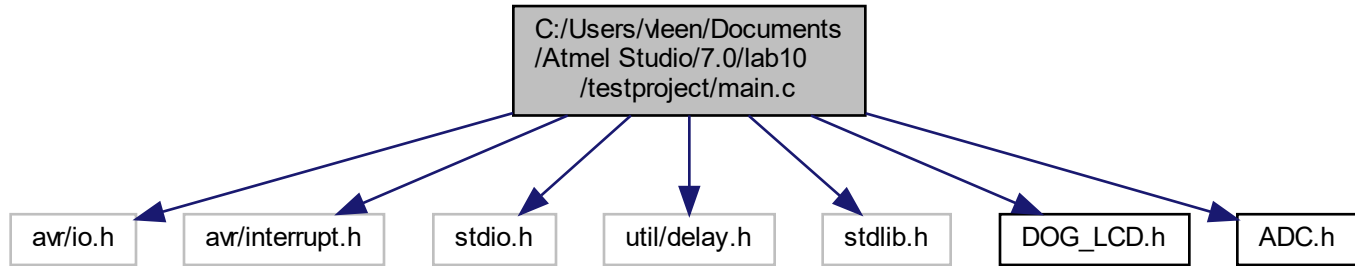 C:/Users/vleen/Documents
/Atmel Studio/7.0/lab10
/testproject/main.c
avr/io.h
avr/interrupt.h
stdio.h
util/delay.h
stdlib.h
DOG_LCD.h
ADC.h